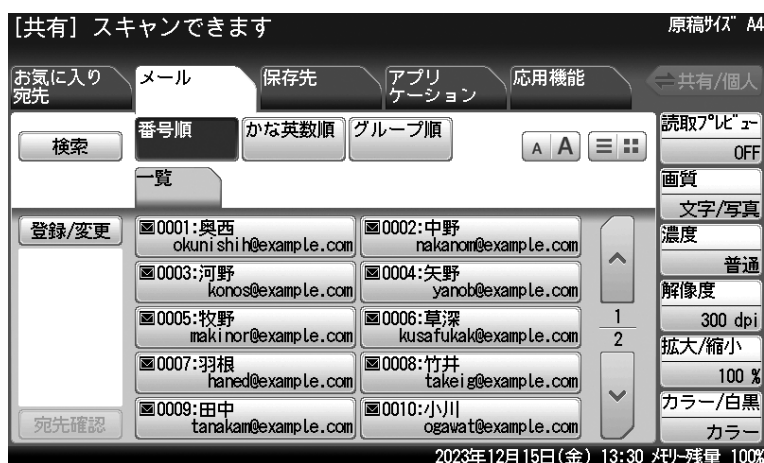 [共有] スキャンできます
原稿ｻｲｽﾞ A4
お気に入り
宛先
メール
保存先
アプリ
ケーション
応用機能
共有/個人
検索
番号順
かな英数順
グループ順
A A
一覧
登録/変更
0001:奥西
okunishih@example.com
0002:中野
nakanom@example.com
0003:河野
konos@example.com
0004:矢野
yanob@example.com
0005:牧野
makinor@example.com
0006:草深
kusafukak@example.com
0007:羽根
haned@example.com
0008:竹井
takeig@example.com
0009:田中
tanakam@example.com
0010:小川
ogawat@example.com
1
2
宛先確認
読取ﾌﾟﾚﾋﾞｭｰ
OFF
画質
文字/写真
濃度
普通
解像度
300 dpi
拡大/縮小
100 %
カラー/白黒
カラー
2023年12月15日(金) 13:30 ﾒﾓﾘｰ残量 100%